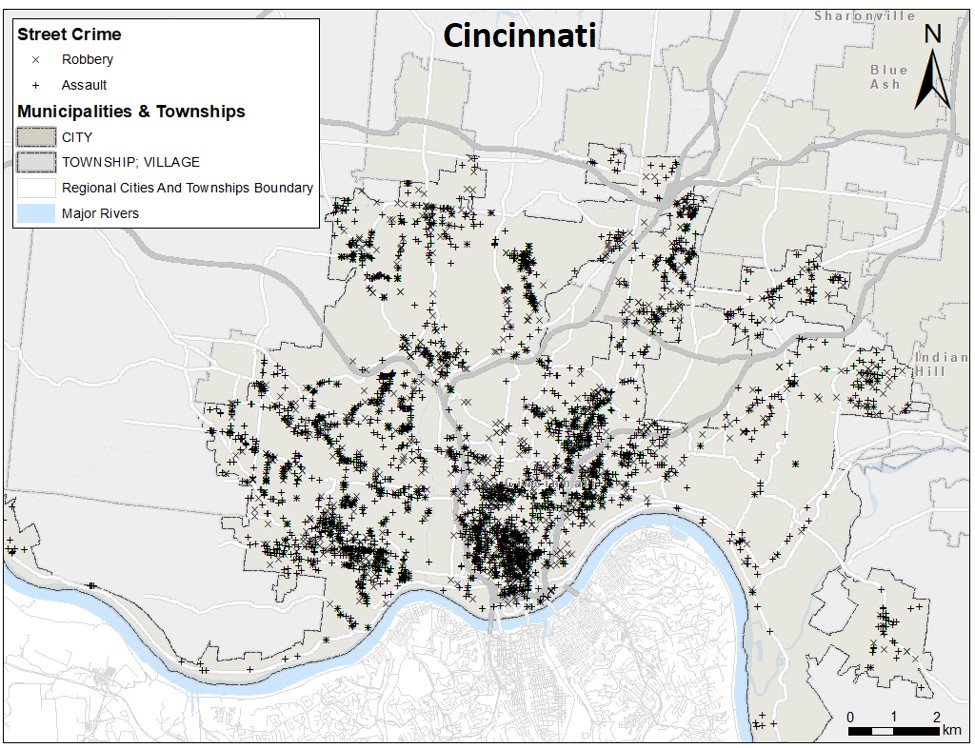 Cincinnati
Street Crime
Robbery
Assault
Municipalities & Townships
CITY
TOWNSHIP; VILLAGE
Regional Cities And Townships Boundary
Major Rivers
Sharonville
N
Blue
Ash
Indian
Hill
0 1 2
km